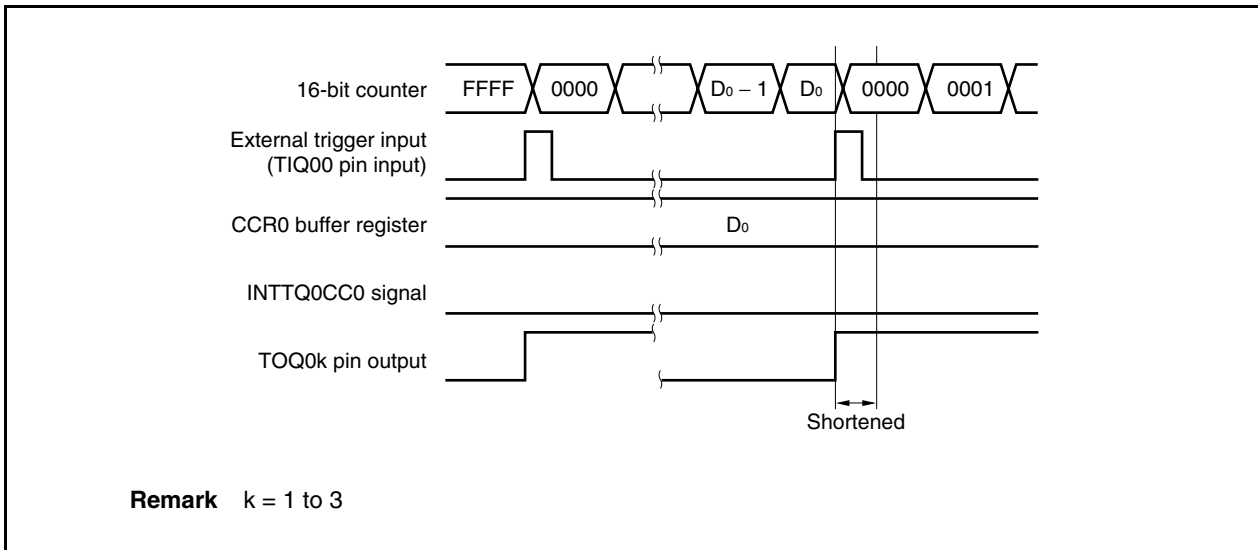 16-bit counter FFFF 0000 D0 – 1 D0 0000 0001
External trigger input
(TIQ00 pin input)
CCR0 buffer register D0
INTTQ0CC0 signal
TOQ0k pin output
Shortened
Remark k = 1 to 3